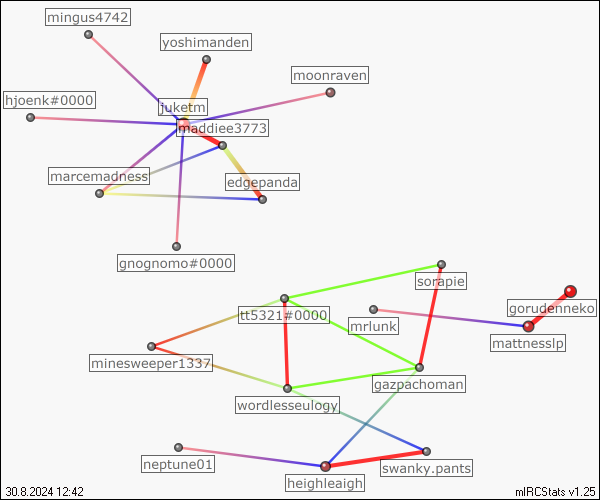 mingus4742
yoshimanden
moonraven
hjoenk#0000
juketm
maddiee3773
marcemadness
edgepanda
gnognomo#0000
sorapie
gorudenneko
tt5321#0000
mrlunk
mattnesslp
minesweeper1337
gazpachoman
wordlesseulogy
neptune01
swanky.pants
heighleaigh
30.8.2024 12:42
mIRCStats v1.25